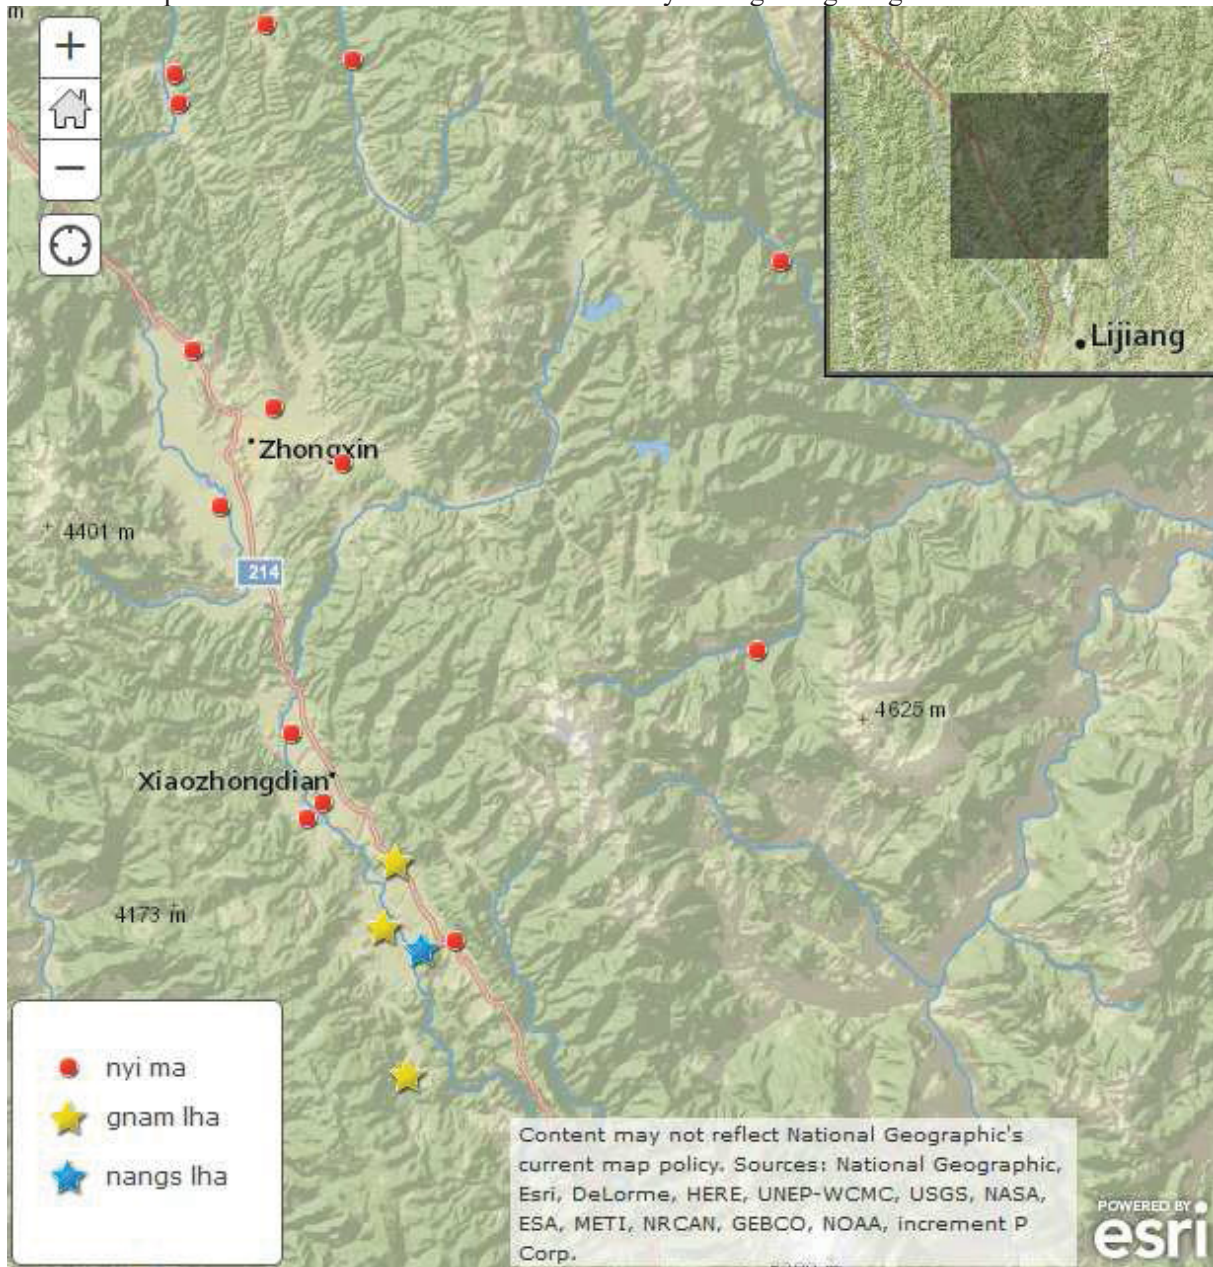 m
Lijiang
Zhongxin
4401 m
214
4625 m
Xiaozhongdian
4173 m
nyi ma
gnam lha
nangs lha
Content may not reflect National Geographic's
current map policy. Sources: National Geographic,
Esri, DeLorme, HERE, UNEP-WCMC, USGS, NASA,
ESA, METI, NRCAN, GEBCO, NOAA, increment P
Corp.
POWERED BY
esri